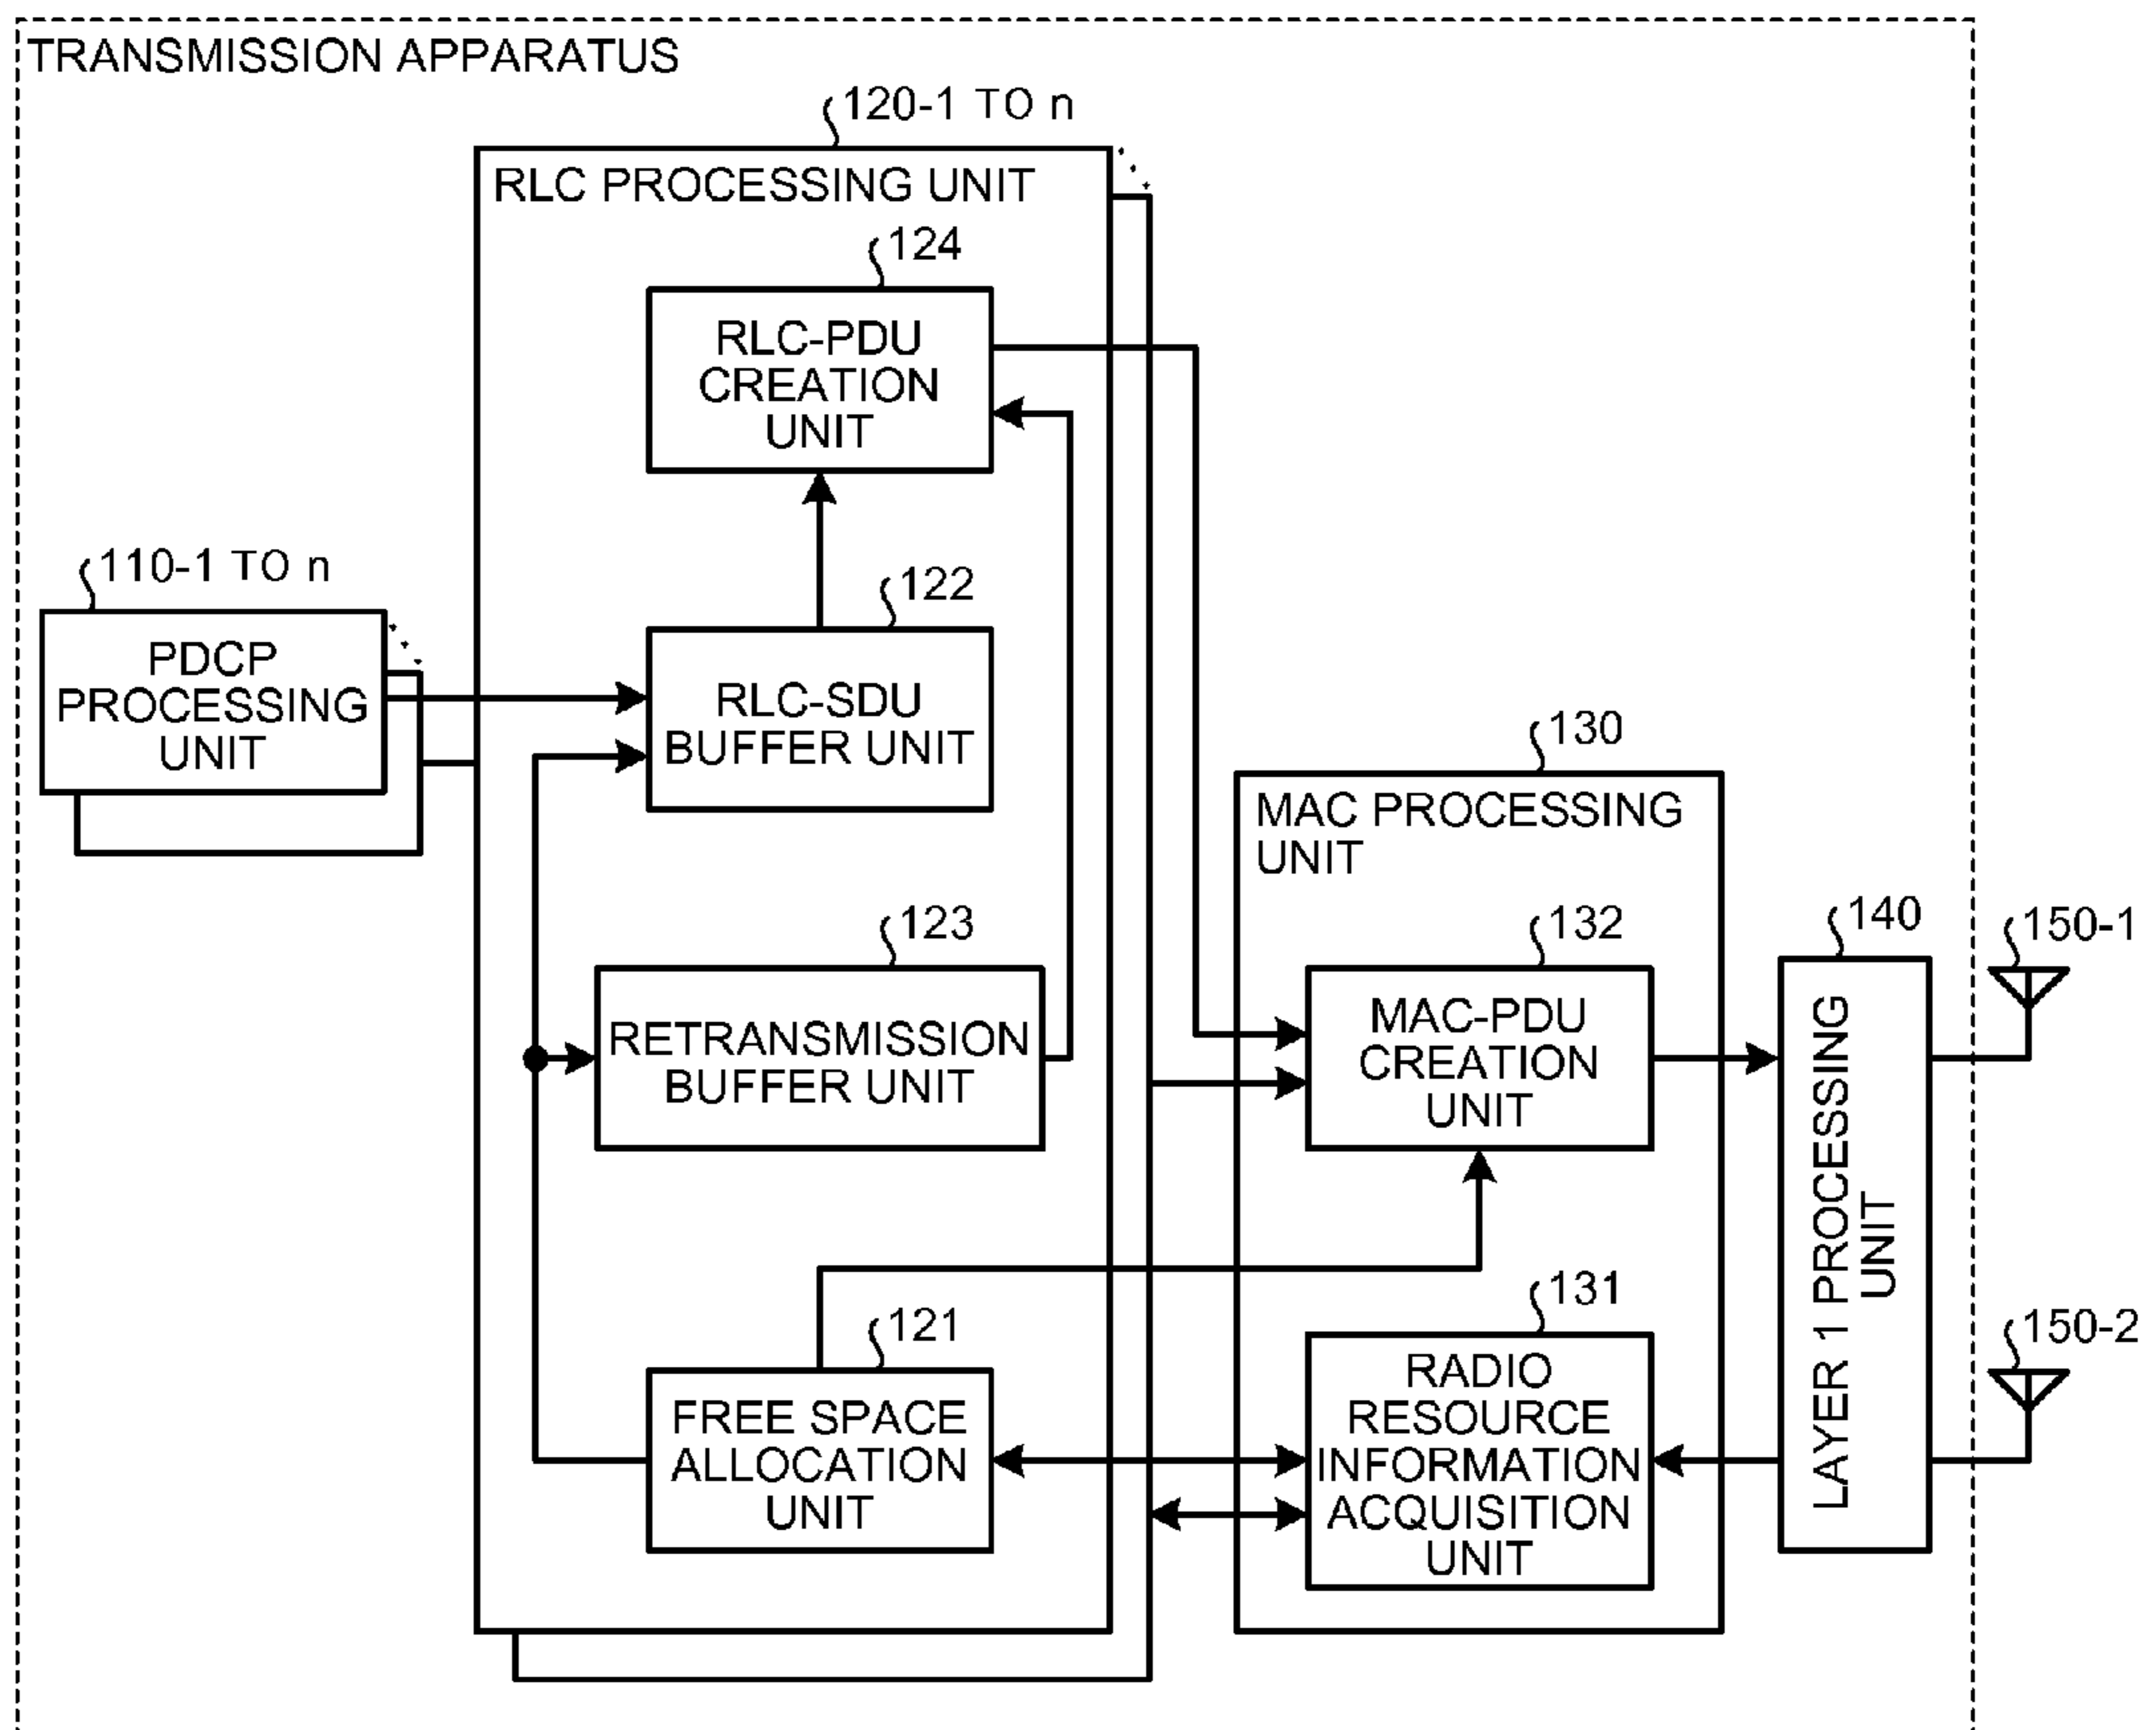 TRANSMISSION APPARATUS
120-1 TO n
RLC PROCESSING UNIT
124
RLC-PDU
CREATION
UNIT
110-1 TO n
PDCP
PROCESSING
UNIT
122
RLC-SDU
BUFFER UNIT
130
MAC PROCESSING
UNIT
123
RETRANSMISSION
BUFFER UNIT
132
MAC-PDU
CREATION
UNIT
140
LAYER 1 PROCESSING
UNIT
150-1
121
FREE SPACE
ALLOCATION
UNIT
131
RADIO
RESOURCE
INFORMATION
ACQUISITION
UNIT
150-2